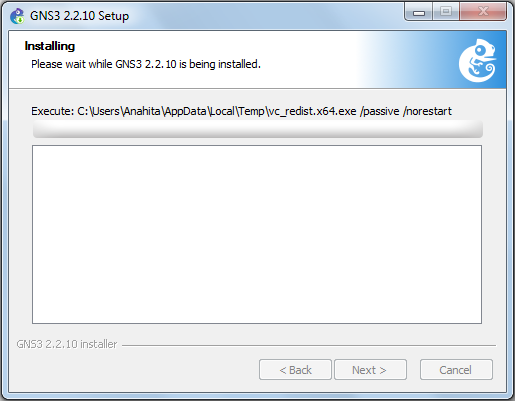 GNS3 2.2.10 Setup
Installing
Please wait while GNS3 2.2.10 is being installed.
Execute: C:\Users\Anahita\AppData\Local\Temp\vc_redist.x64.exe /passive /norestart
GNS3 2.2.10 installer
< Back
Next >
Cancel